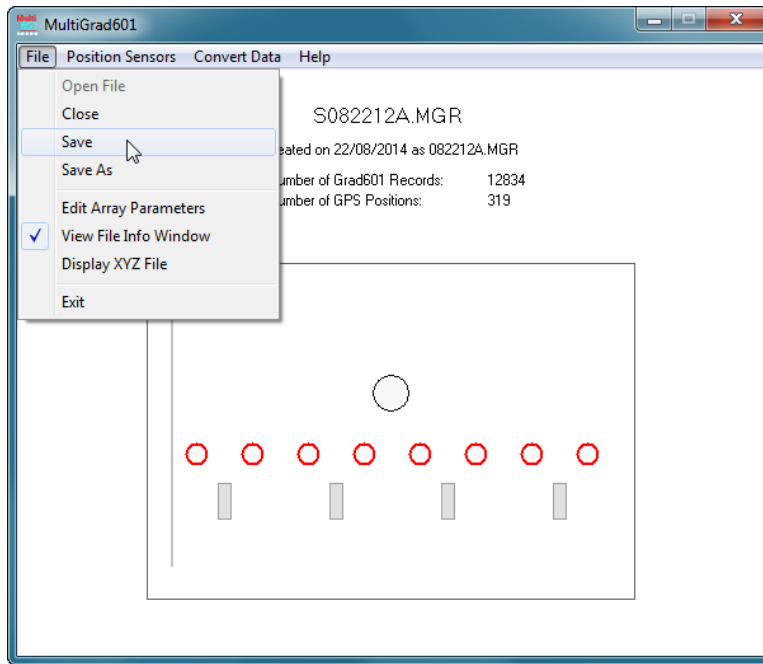 MultiGrad601
File Position Sensors Convert Data Help
Open File
Close
Save
Save As
Edit Array Parameters
View File Info Window
Display XYZ File
Exit
S082212A.MGR
eated on 22/08/2014 as 082212A.MGR
umber of Grad601 Records: 12834
umber of GPS Positions: 319